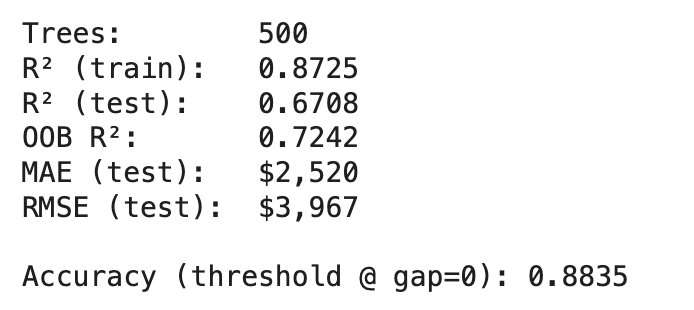 Trees: 500
R² (train): 0.8725
R² (test): 0.6708
OOB R²: 0.7242
MAE (test): $2,520
RMSE (test): $3,967
Accuracy (threshold @ gap=0): 0.8835